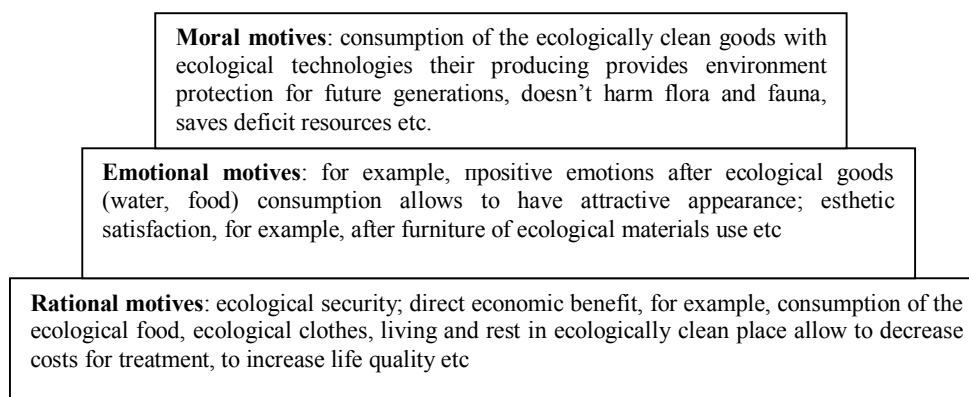 Moral motives: consumption of the ecologically clean goods with
ecological technologies their producing provides environment
protection for future generations, doesn't harm flora and fauna,
saves deficit resources etc.
Emotional motives: for example, пpositive emotions after ecological goods
(water, food) consumption allows to have attractive appearance; esthetic
satisfaction, for example, after furniture of ecological materials use etc
Rational motives: ecological security; direct economic benefit, for example, consumption of the
ecological food, ecological clothes, living and rest in ecologically clean place allow to decrease
costs for treatment, to increase life quality etc